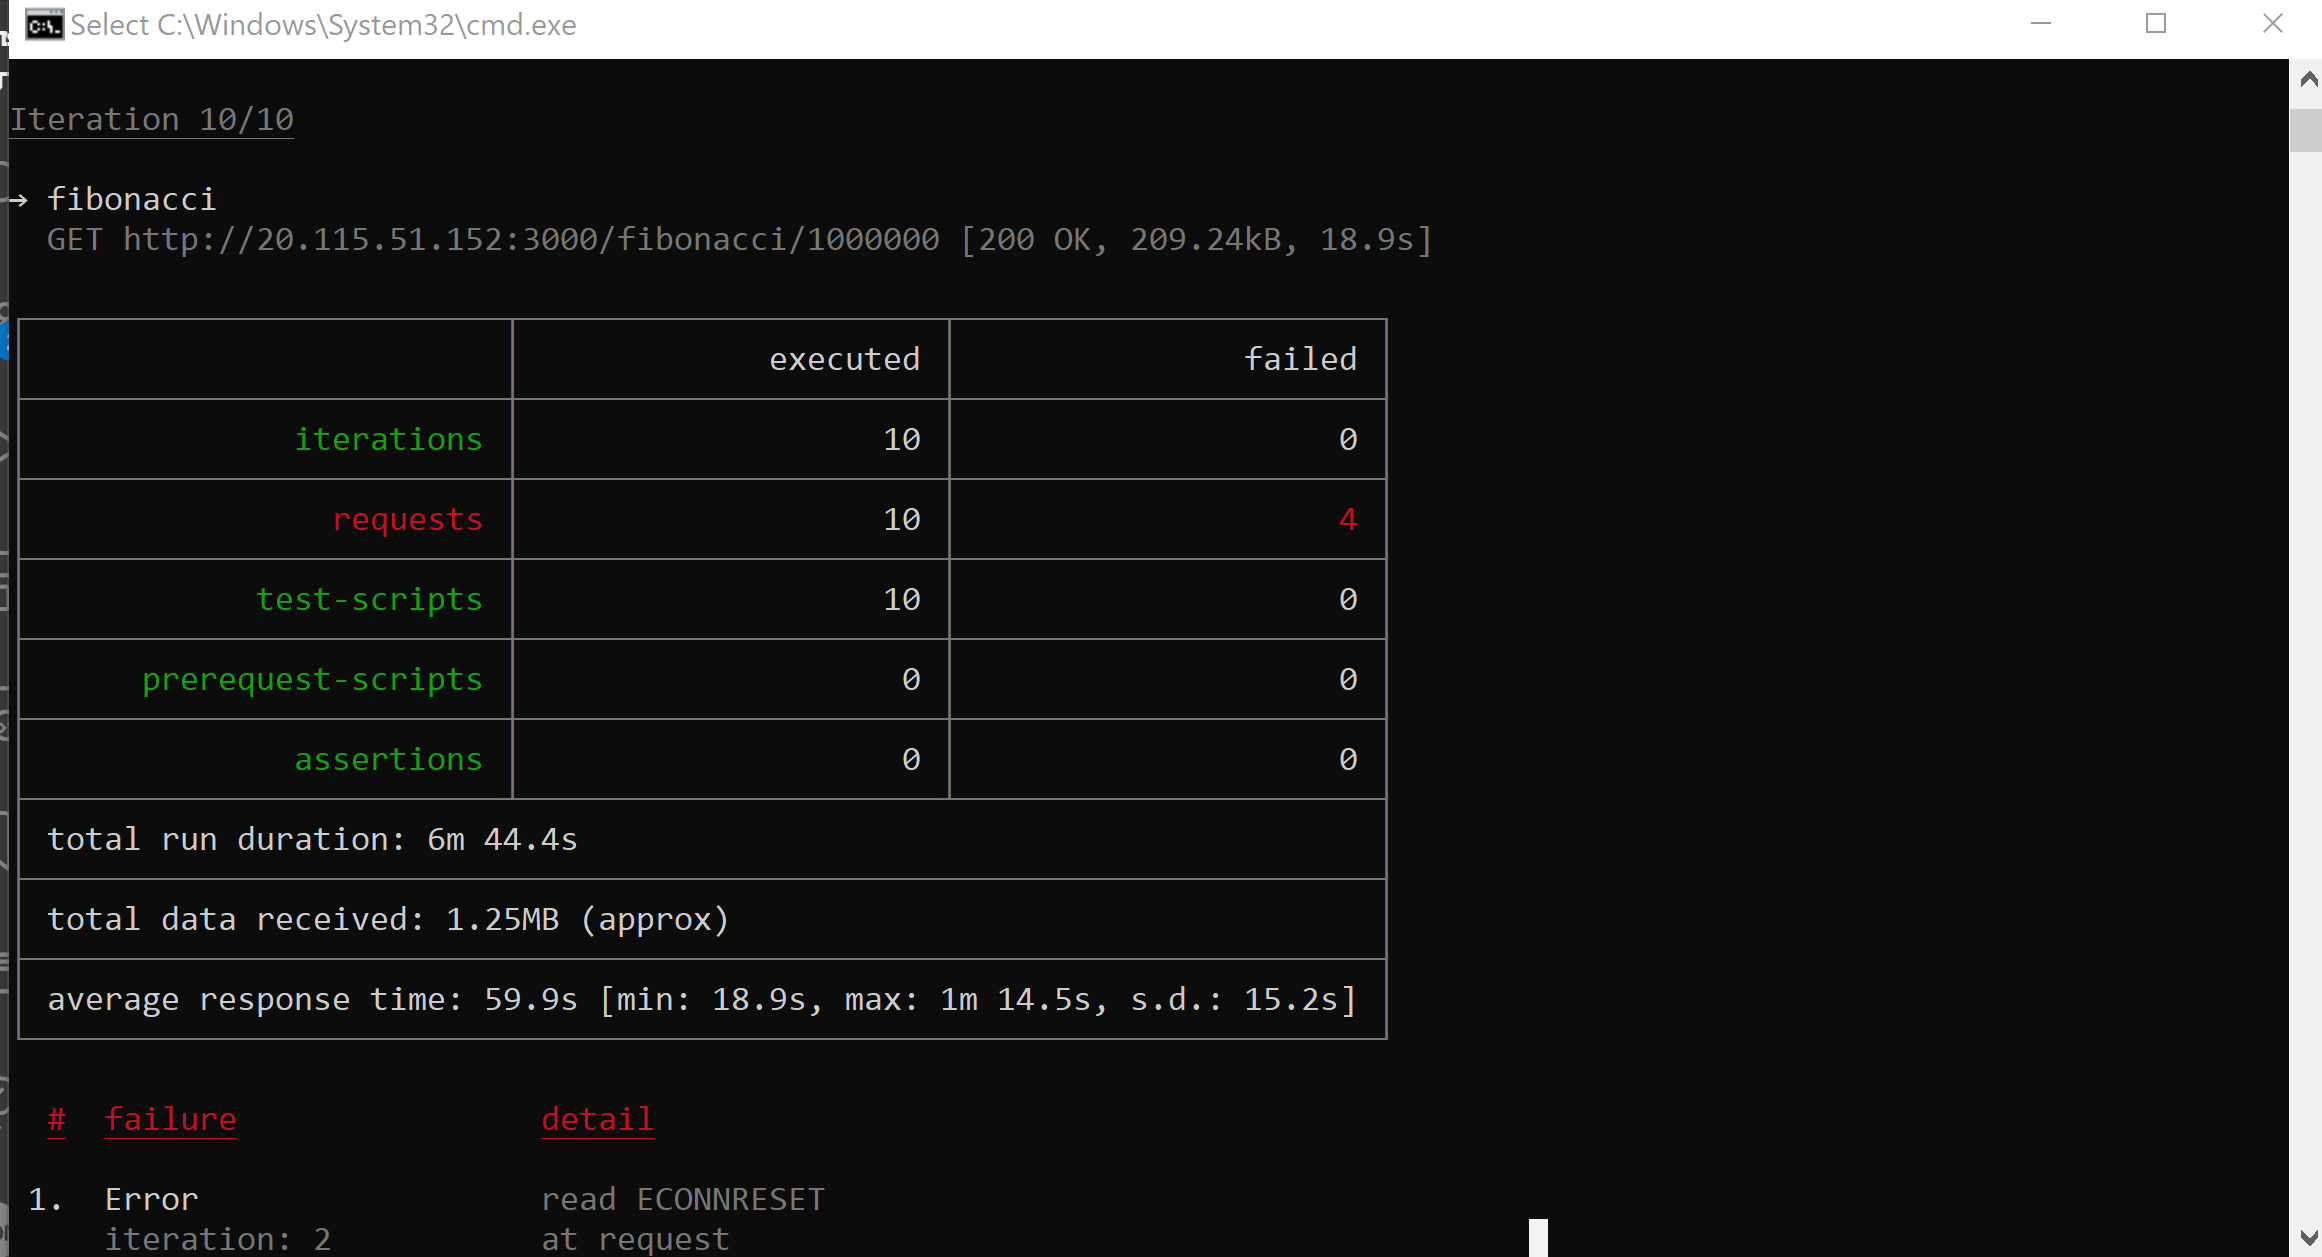 Select C:\Windows\System32\cmd.exe
Iteration 10/10
→ fibonacci
GET http://20.115.51.152:3000/fibonacci/1000000 [200 OK, 209.24kB, 18.9s]
executed failed
iterations 10 0
requests 10 4
test-scripts 10 0
prerequest-scripts 0 0
assertions 0 0
total run duration: 6m 44.4s
total data received: 1.25MB (approx)
average response time: 59.9s [min: 18.9s, max: 1m 14.5s, s.d.: 15.2s]
# failure detail
1. Error read ECONNRESET
iteration: 2 at request